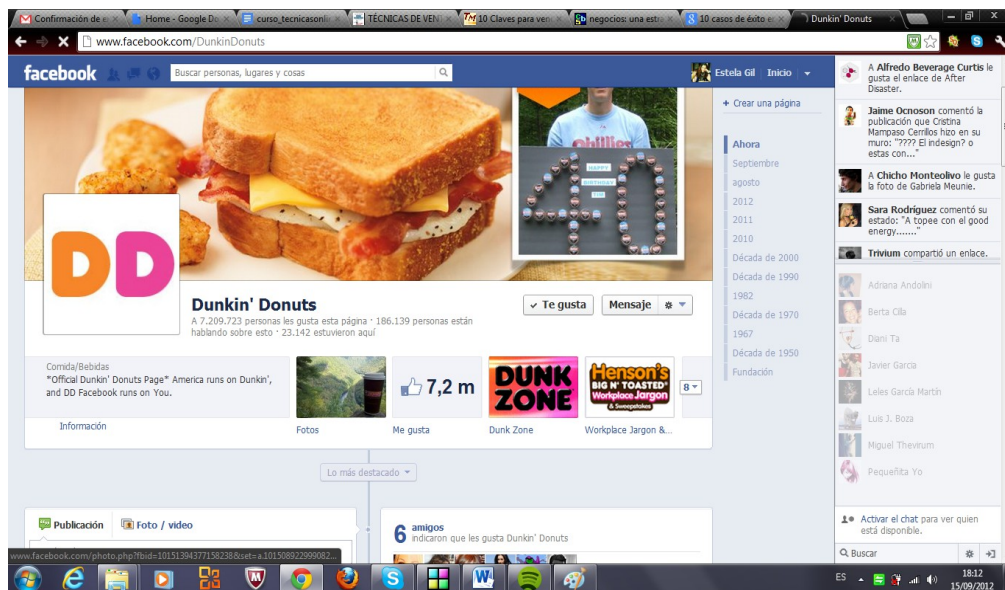 Confirmación de en
Home - Google Do
curso_tecnicasonlin
TÉCNICAS DE VENT
10 Claves para vend
negocios: una estra
10 casos de éxito en
Dunkin' Donuts
www.facebook.com/DunkinDonuts
facebook
Buscar personas, lugares y cosas
Estela Gil
Inicio
+ Crear una página
Ahora
Septiembre
agosto
2012
2011
2010
Década de 2000
Década de 1990
1982
Década de 1970
1967
Década de 1950
Fundación
phillies
HAPPY
BIRTHDAY
DD
Dunkin' Donuts
A 7.209.723 personas les gusta esta página · 186.139 personas están
hablando sobre esto · 23.142 estuvieron aquí
Te gusta
Mensaje
Comida/Bebidas
"Official Dunkin' Donuts Page" America runs on Dunkin',
and DD Facebook runs on You.
Información
Fotos
7,2 m
Me gusta
DUNK
ZONE
Dunk Zone
Henson's
BIG N' TOASTED
Workplace Jargon
& Sweepstakes
Workplace Jargon &...
8
Lo más destacado
Publicación
Foto / video
6 amigos
indicaron que les gusta Dunkin' Donuts
www.facebook.com/photo.php?fbid=10151394377158238&set=a.101508922999082...
A Alfredo Beverage Curtis le
gusta el enlace de After
Disaster.
Jaime Ocnoson comentó la
publicación que Cristina
Mampaso Cerrillos hizo en su
muro: "???? El indesign? o
estas con..."
A Chicho Monteolivo le gusta
la foto de Gabriela Meunie.
Sara Rodríguez comentó su
estado: "A topee con el good
energy......."
Trivium compartió un enlace.
Adriana Andolini
Berta Cilla
Diani Ta
Javier Garcia
Leles García Martín
Luis J. Boza
Miguel Thevirum
Pequeñita Yo
Activar el chat para ver quien
está disponible.
Buscar
ES
18:12
15/09/2012